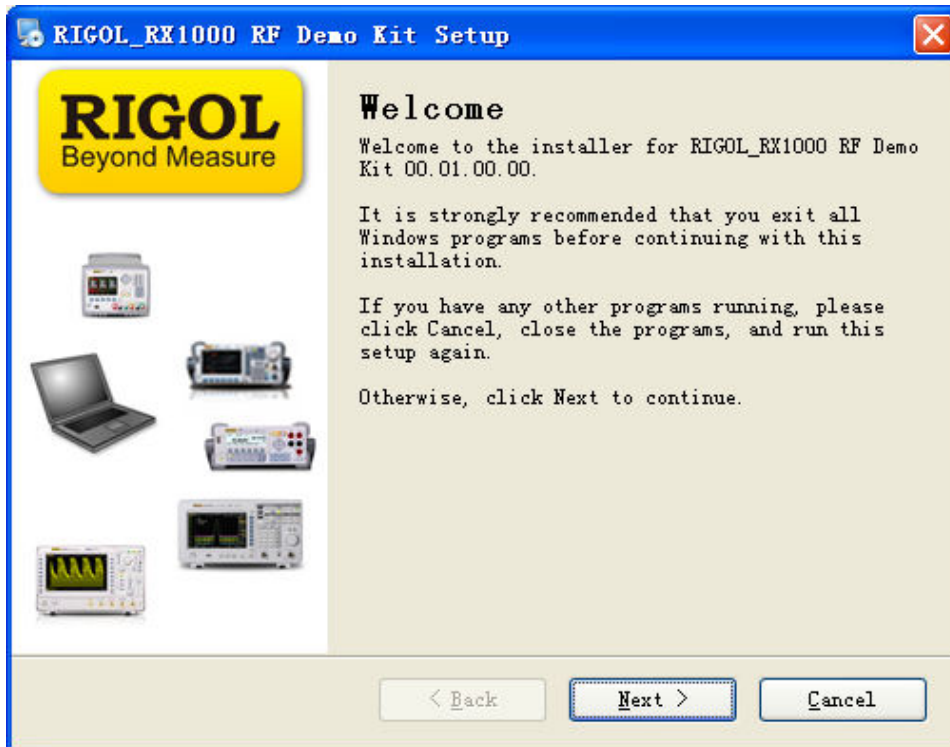 RIGOL_RX1000 RF Demo Kit Setup
RIGOL
Beyond Measure
Welcome
Welcome to the installer for RIGOL_RX1000 RF Demo
Kit 00.01.00.00.
It is strongly recommended that you exit all
Windows programs before continuing with this
installation.
If you have any other programs running, please
click Cancel, close the programs, and run this
setup again.
Otherwise, click Next to continue.
< Back
Next >
Cancel